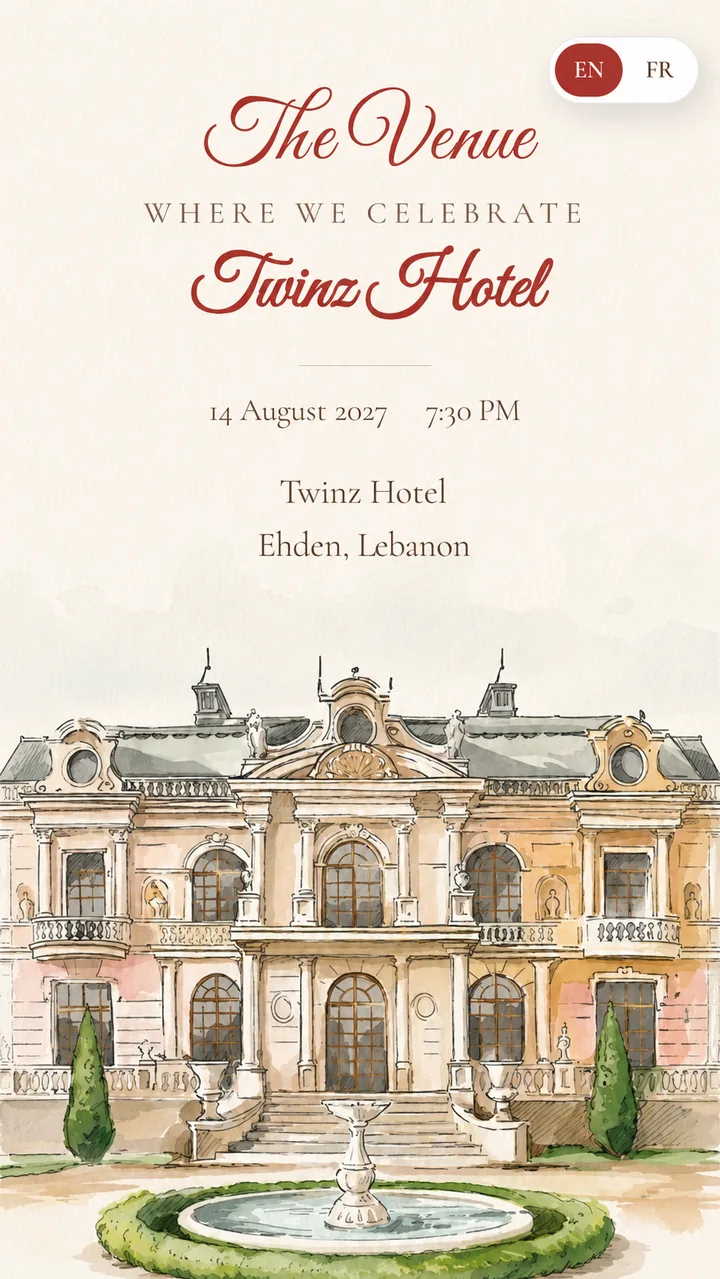 EN FR
The Venue
WHERE WE CELEBRATE
Twinz Hotel
14 August 2027 7:30 PM
Twinz Hotel
Ehden, Lebanon